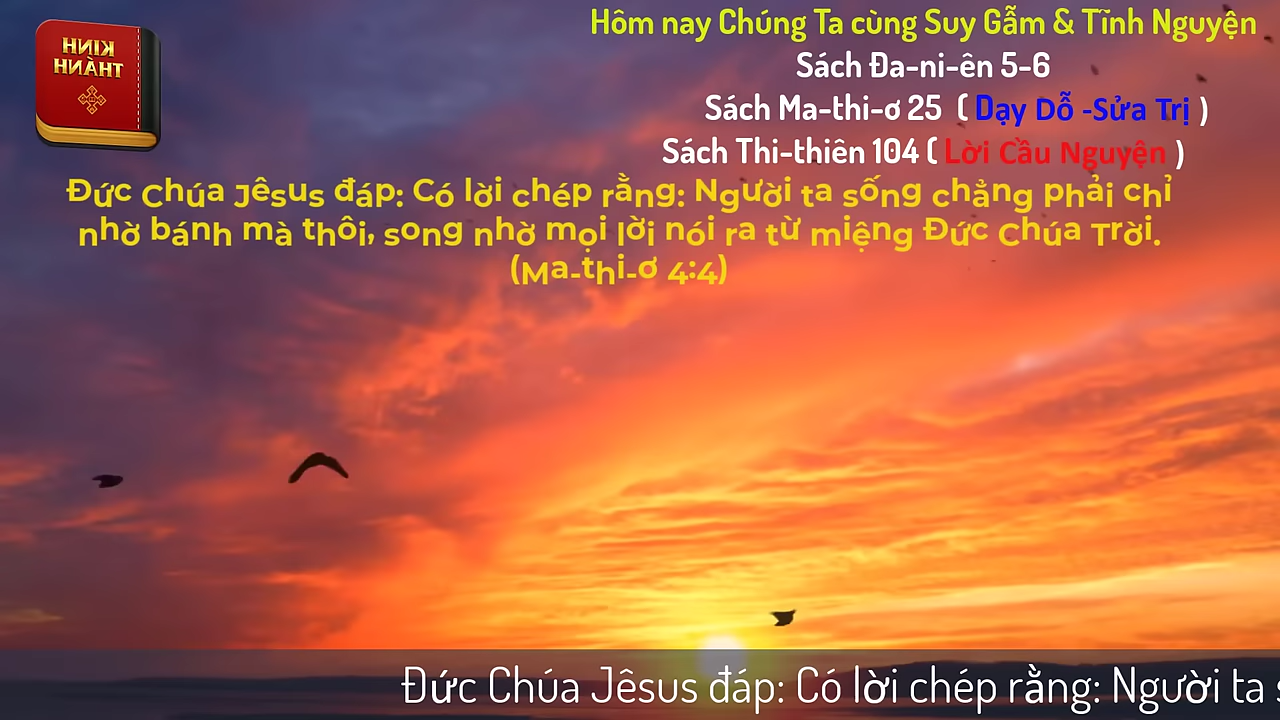 KINH
THÀNH
Hôm nay Chúng Ta cùng Suy Gẫm & Tĩnh Nguyện
Sách Đa-ni-ên 5-6
Sách Ma-thi-ơ 25 ( Dạy Dỗ -Sửa Trị )
Sách Thi-thiên 104 ( Lời Cầu Nguyện )
Đức Chúa Jêsus đáp: Có lời chép rằng: Người ta sống chẳng phải chỉ
nhờ bánh mà thôi, song nhờ mọi lời nói ra từ miệng Đức Chúa Trời.
(Ma-thi-ơ 4:4)
Đức Chúa Jêsus đáp: Có lời chép rằng: Người ta